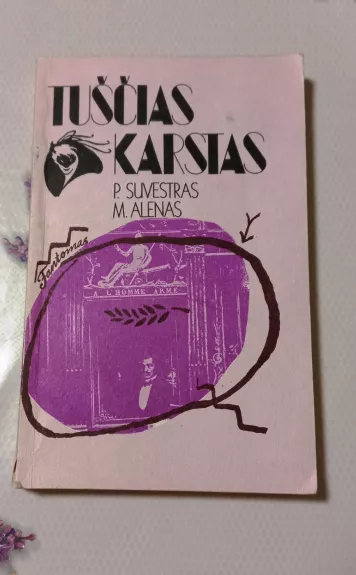 TUŠČIAS
KARSTAS
P. SUVESTRAS
M. ALENAS
Fantomas
A L'HOMME ARMÉ